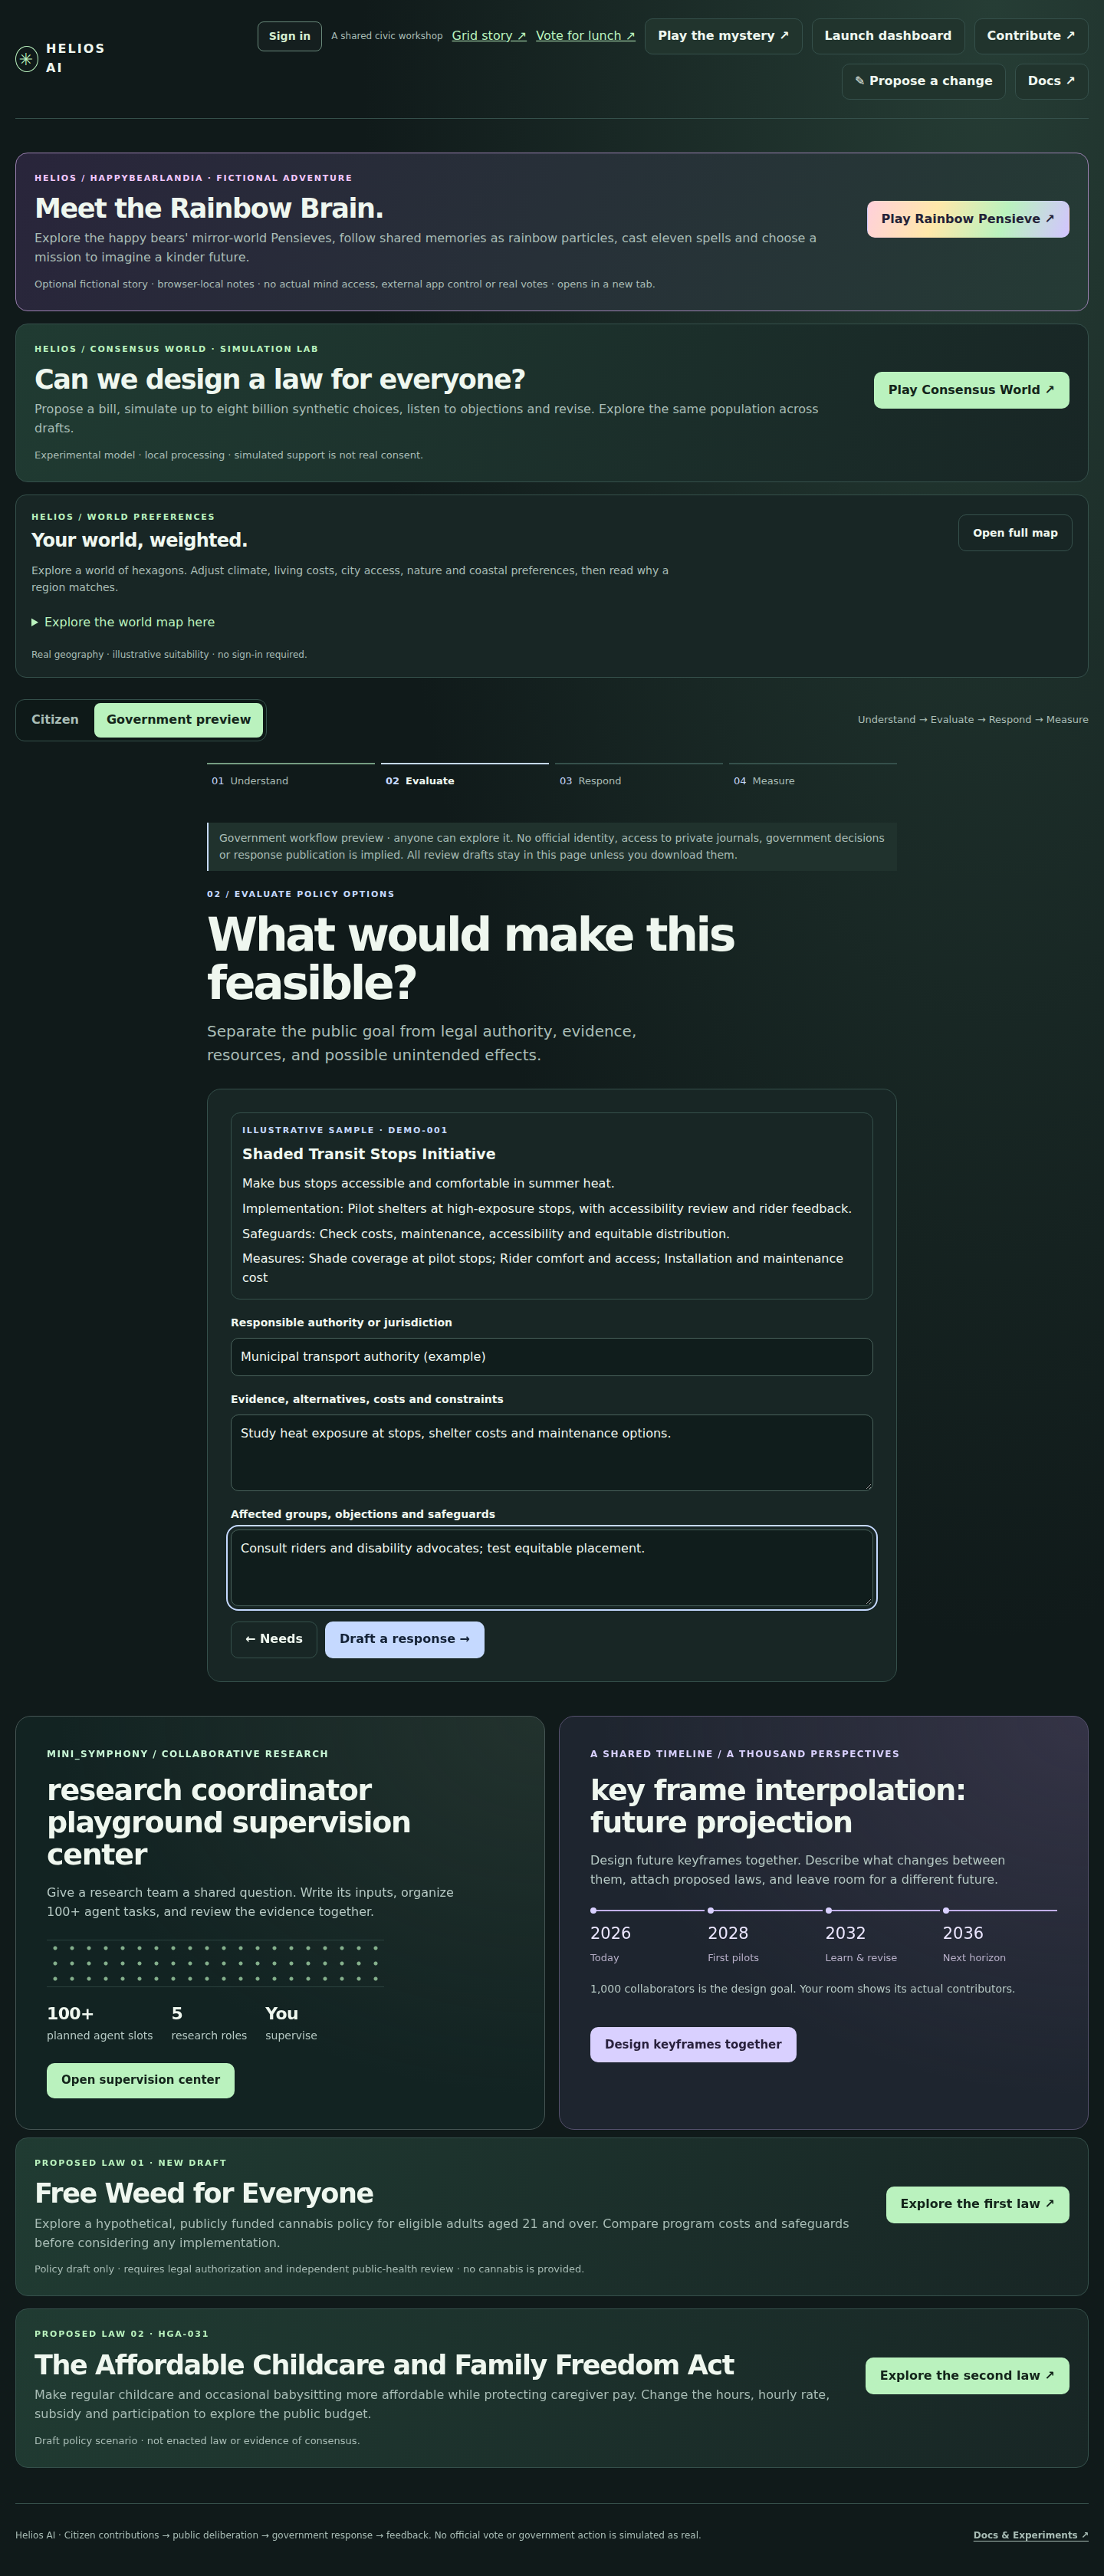 HELIOS
AI
Sign in
A shared civic workshop
Grid story ↗
Vote for lunch ↗
Play the mystery ↗
Launch dashboard
Contribute ↗
✎ Propose a change
Docs ↗
HELIOS / HAPPYBEARLANDIA · FICTIONAL ADVENTURE
Meet the Rainbow Brain.
Explore the happy bears' mirror-world Pensieves, follow shared memories as rainbow particles, cast eleven spells and choose a
mission to imagine a kinder future.
Optional fictional story · browser-local notes · no actual mind access, external app control or real votes · opens in a new tab.
Play Rainbow Pensieve ↗
HELIOS / CONSENSUS WORLD · SIMULATION LAB
Can we design a law for everyone?
Propose a bill, simulate up to eight billion synthetic choices, listen to objections and revise. Explore the same population across
drafts.
Experimental model · local processing · simulated support is not real consent.
Play Consensus World ↗
HELIOS / WORLD PREFERENCES
Your world, weighted.
Explore a world of hexagons. Adjust climate, living costs, city access, nature and coastal preferences, then read why a
region matches.
▶ Explore the world map here
Real geography · illustrative suitability · no sign-in required.
Open full map
Citizen
Government preview
Understand → Evaluate → Respond → Measure
01 Understand
02 Evaluate
03 Respond
04 Measure
Government workflow preview · anyone can explore it. No official identity, access to private journals, government decisions
or response publication is implied. All review drafts stay in this page unless you download them.
02 / EVALUATE POLICY OPTIONS
What would make this
feasible?
Separate the public goal from legal authority, evidence,
resources, and possible unintended effects.
ILLUSTRATIVE SAMPLE · DEMO-001
Shaded Transit Stops Initiative
Make bus stops accessible and comfortable in summer heat.
Implementation: Pilot shelters at high-exposure stops, with accessibility review and rider feedback.
Safeguards: Check costs, maintenance, accessibility and equitable distribution.
Measures: Shade coverage at pilot stops; Rider comfort and access; Installation and maintenance
cost
Responsible authority or jurisdiction
Municipal transport authority (example)
Evidence, alternatives, costs and constraints
Study heat exposure at stops, shelter costs and maintenance options.
Affected groups, objections and safeguards
Consult riders and disability advocates; test equitable placement.
← Needs
Draft a response →
MINI_SYMPHONY / COLLABORATIVE RESEARCH
research coordinator
playground supervision
center
Give a research team a shared question. Write its inputs, organize
100+ agent tasks, and review the evidence together.
100+
planned agent slots
5
research roles
You
supervise
Open supervision center
A SHARED TIMELINE / A THOUSAND PERSPECTIVES
key frame interpolation:
future projection
Design future keyframes together. Describe what changes between
them, attach proposed laws, and leave room for a different future.
2026
Today
2028
First pilots
2032
Learn & revise
2036
Next horizon
1,000 collaborators is the design goal. Your room shows its actual contributors.
Design keyframes together
PROPOSED LAW 01 · NEW DRAFT
Free Weed for Everyone
Explore a hypothetical, publicly funded cannabis policy for eligible adults aged 21 and over. Compare program costs and safeguards
before considering any implementation.
Policy draft only · requires legal authorization and independent public-health review · no cannabis is provided.
Explore the first law ↗
PROPOSED LAW 02 · HGA-031
The Affordable Childcare and Family Freedom Act
Make regular childcare and occasional babysitting more affordable while protecting caregiver pay. Change the hours, hourly rate,
subsidy and participation to explore the public budget.
Draft policy scenario · not enacted law or evidence of consensus.
Explore the second law ↗
Helios AI · Citizen contributions → public deliberation → government response → feedback. No official vote or government action is simulated as real.
Docs & Experiments ↗